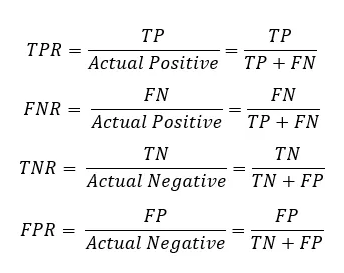 TPR = TP / Actual Positive = TP / (TP + FN)
FNR = FN / Actual Positive = FN / (TP + FN)
TNR = TN / Actual Negative = TN / (TN + FP)
FPR = FP / Actual Negative = FP / (TN + FP)